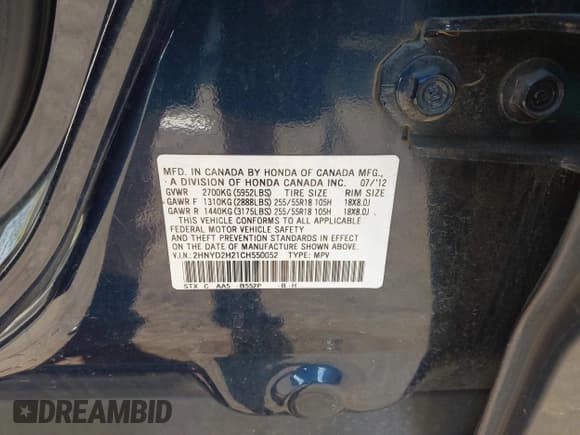 MFD. IN CANADA BY HONDA OF CANADA MFG.,
A DIVISION OF HONDA CANADA INC. 07/'12
GVWR 2700KG(5952LBS) TIRE SIZE RIM SIZE
GAWR F 1310KG(2888LBS) 255/55R18 105H 18X8.0J
GAWR R 1440KG(3175LBS) 255/55R18 105H 18X8.0J
THIS VEHICLE CONFORMS TO ALL APPLICABLE
FEDERAL MOTOR VEHICLE SAFETY
AND THEFT PREVENTION STANDARDS IN EFFECT
ON THE DATE OF MANUFACTURE SHOWN ABOVE.
V.I.N.: 2HNYD2H21CH550052 TYPE: MPV
STX C AA5 B552P B H
DREAMBID